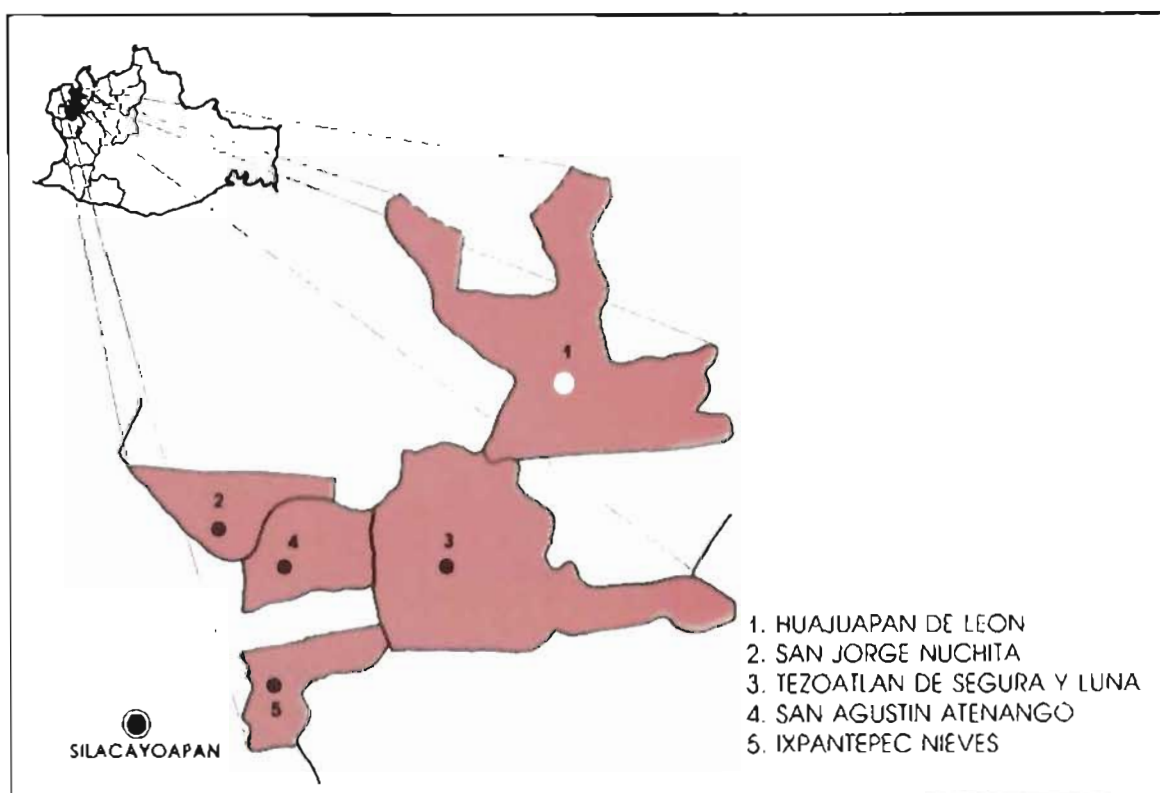 1
2
4
3
5
SILACAYOAPAN
1. HUAJUAPAN DE LEON
2. SAN JORGE NUCHITA
3. TEZOATLAN DE SEGURA Y LUNA
4. SAN AGUSTIN ATENANGO
5. IXPANTEPEC NIEVES